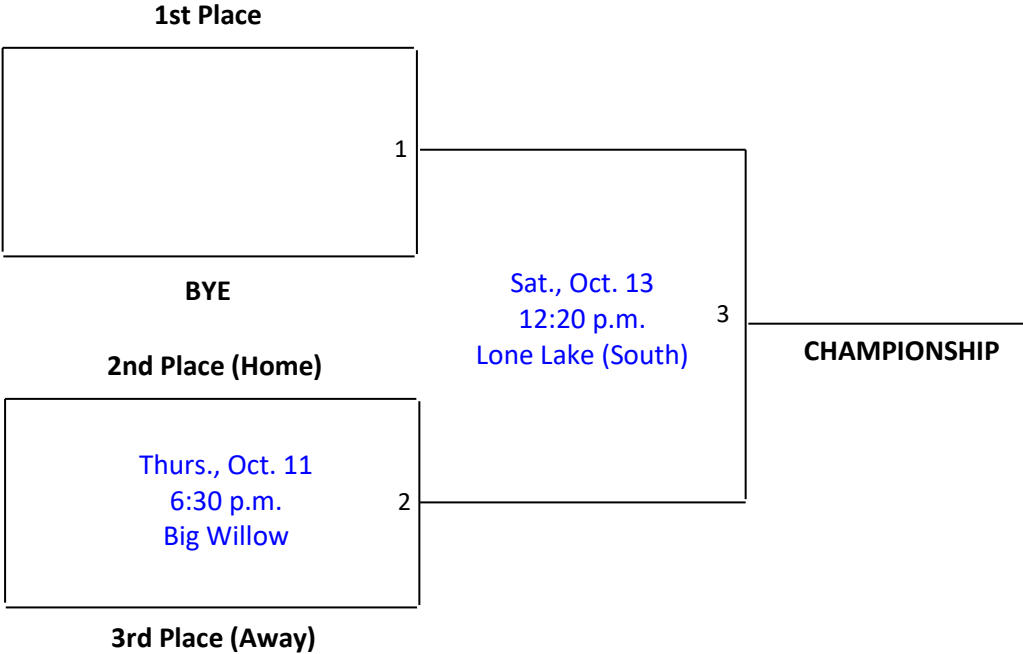 1st Place
1
BYE
Sat., Oct. 13
12:20 p.m.
Lone Lake (South)
3
CHAMPIONSHIP
2nd Place (Home)
Thurs., Oct. 11
6:30 p.m.
Big Willow
2
3rd Place (Away)